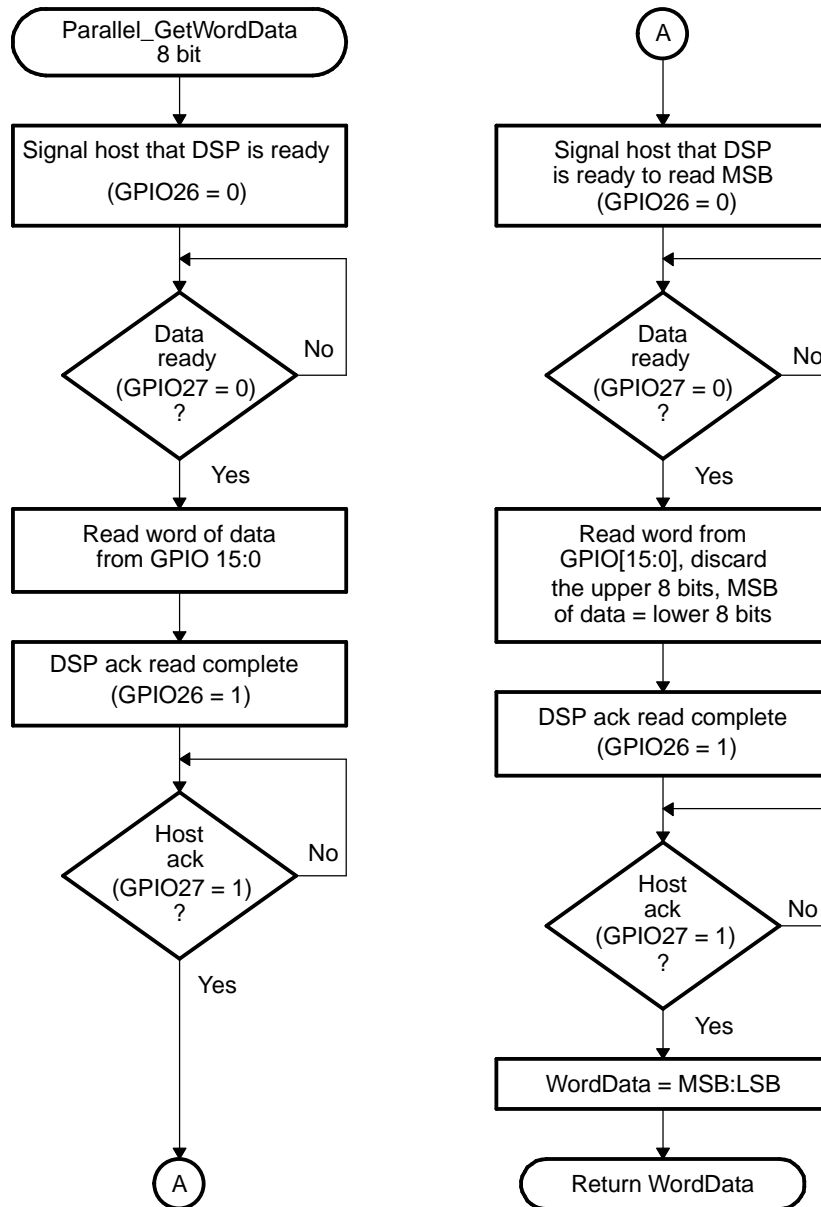 Parallel_GetWordData
8 bit
Signal host that DSP is ready
(GPIO26 = 0)
Data
ready
(GPIO27 = 0)
?
No
Yes
Read word of data
from GPIO 15:0
DSP ack read complete
(GPIO26 = 1)
Host
ack
(GPIO27 = 1)
?
No
Yes
A
A
Signal host that DSP
is ready to read MSB
(GPIO26 = 0)
Data
ready
(GPIO27 = 0)
?
No
Yes
Read word from
GPIO[15:0], discard
the upper 8 bits, MSB
of data = lower 8 bits
DSP ack read complete
(GPIO26 = 1)
Host
ack
(GPIO27 = 1)
?
No
Yes
WordData = MSB:LSB
Return WordData